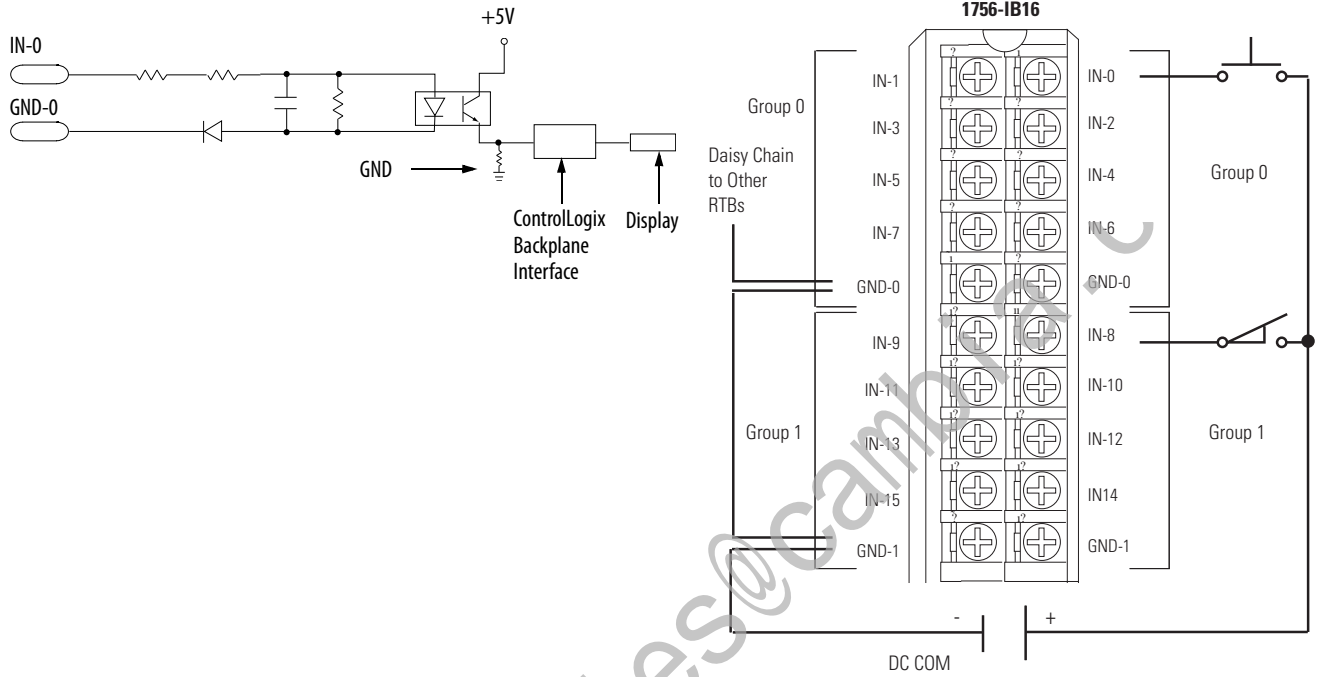 1756-IB16
+5V
IN-0
GND-0
GND
ControlLogix
Backplane
Interface
Display
Group 0
Daisy Chain
to Other
RTBs
Group 1
IN-1
IN-3
IN-5
IN-7
GND-0
IN-9
IN-11
IN-13
IN-15
GND-1
IN-0
IN-2
IN-4
IN-6
GND-0
IN-8
IN-10
IN-12
IN14
GND-1
Group 0
Group 1
- +
DC COM
es@cambia.c